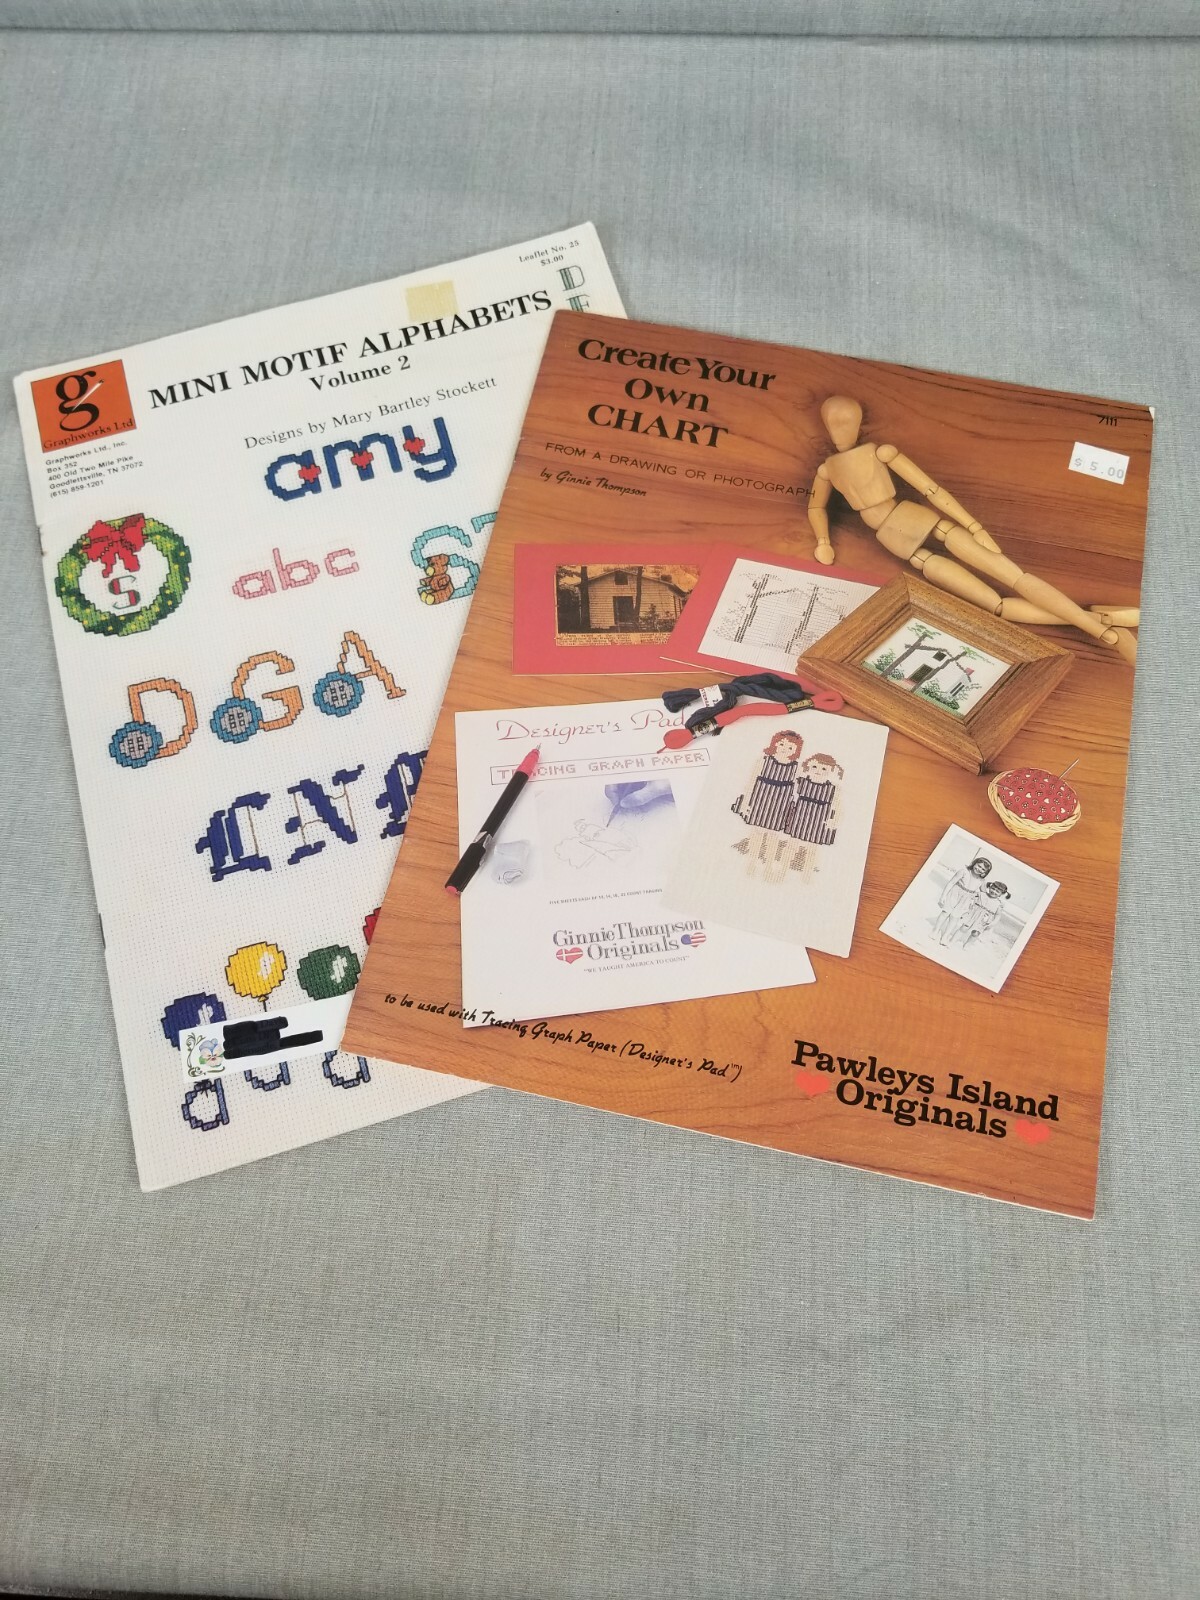 Leaflet No. 25
$3.00
MINI MOTIF ALPHABETS
Volume 2
Designs by Mary Bartley Stockett
g
Graphworks Ltd
Graphworks Ltd., Inc.
Box 352
400 Old Two Mile Pike
Goodlettsville, TN 37072
(615) 859-1201
D
amy
S
abc
S
D G A
Create Your
Own
CHART
FROM A DRAWING OR PHOTOGRAPH
by Ginnie Thompson
$5.00
Designer's Pad
TRACING GRAPH PAPER
Ginnie Thompson
Originals
"WE TAUGHT AMERICA TO COUNT"
to be used with Tracing Graph Paper (Designer's Pad™)
Pawleys Island
Originals